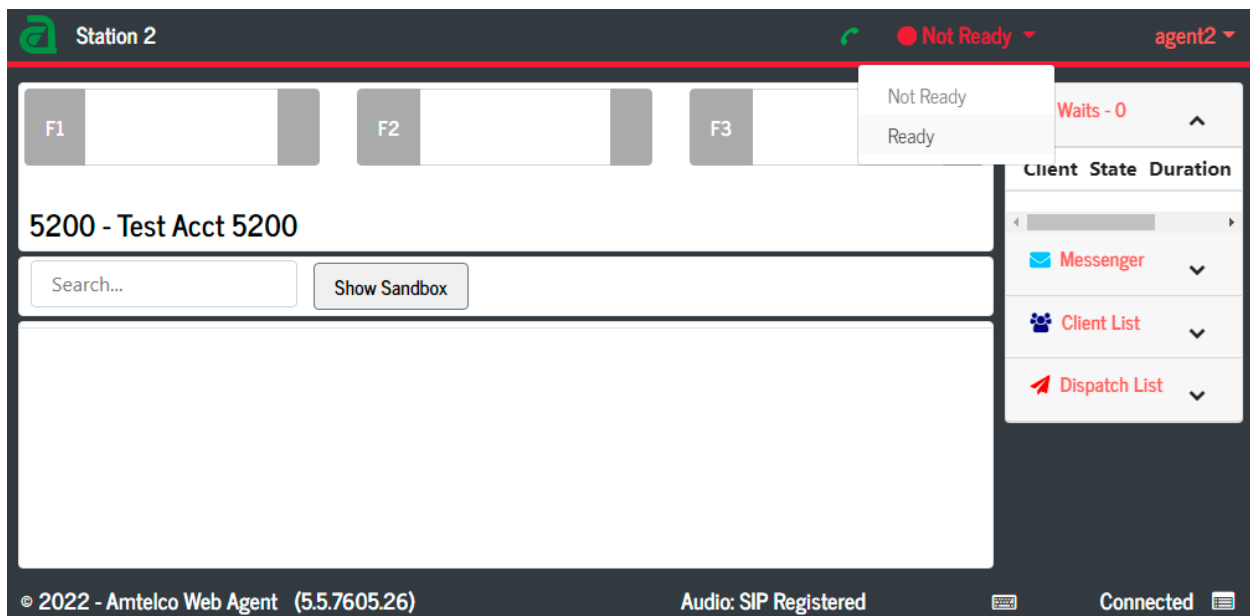 Station 2
Not Ready
agent2
Not Ready
Ready
F1
F2
F3
Waits - 0
Client State Duration
5200 - Test Acct 5200
Messenger
Search...
Show Sandbox
Client List
Dispatch List
© 2022 - Amtelco Web Agent (5.5.7605.26)
Audio: SIP Registered
Connected